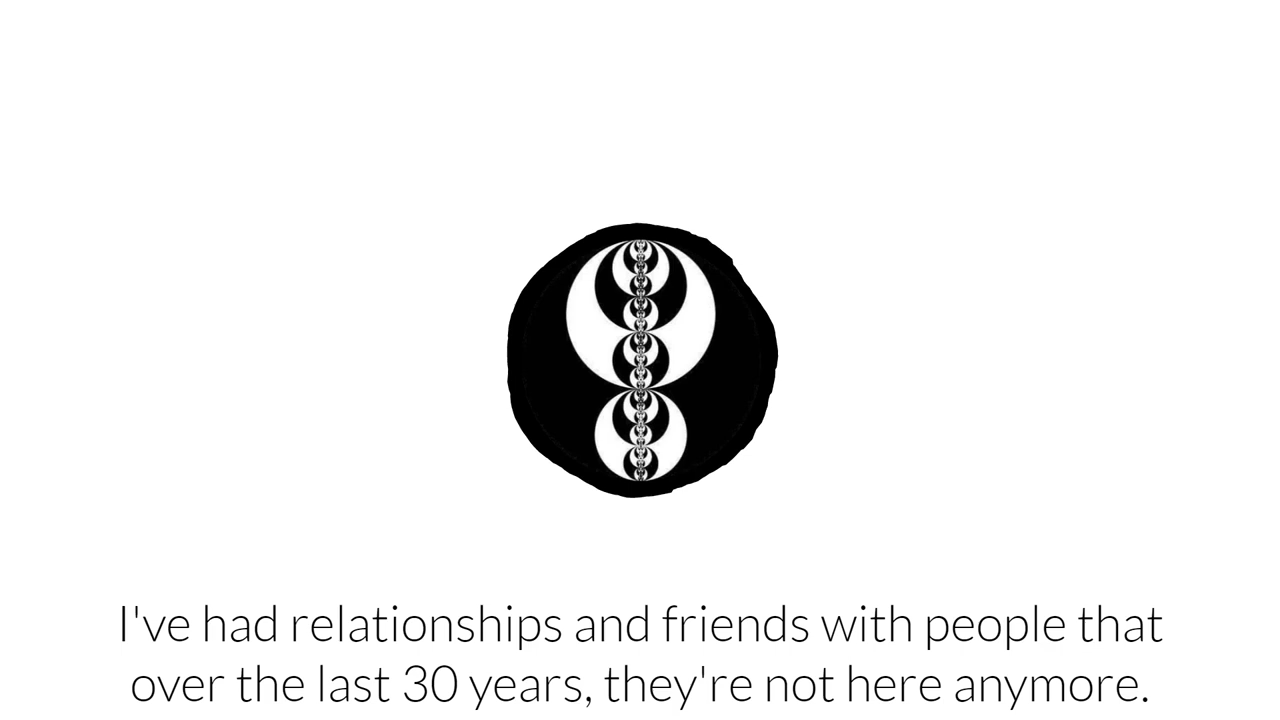 I've had relationships and friends with people that
over the last 30 years, they're not here anymore.